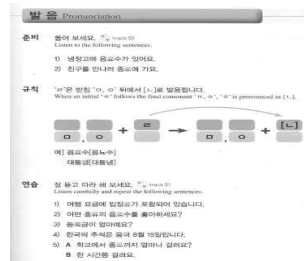 발음 Pronunciation
준비 들어 보세요. track 52
Listen to the following sentences.
1) 냉장고에 음료수가 있어요.
2) 친구를 만나러 종로에 가요.
규칙 'ㄹ'은 받침 'ㅁ, ㅇ' 뒤에서 [ㄴ]로 발음됩니다.
When an initial 'ㄹ' follows the final consonant 'ㅁ, ㅇ', 'ㄹ' is pronounced as [ㄴ].
ㅁ , ㅇ + ㄹ → ㅁ , ㅇ + [ㄴ]
예) 음료수[음뇨수]
대통령[대통녕]
연습 잘 듣고 따라 해 보세요. track 53
Listen carefully and repeat the following sentences.
1) 여행 요금에 입장료가 포함되어 있습니다.
2) 어떤 종류의 음료수를 좋아하세요?
3) 등록금이 얼마예요?
4) 한국의 추석은 음력 8월 15일입니다.
5) A 학교에서 종로까지 얼마나 걸려요?
B 한 시간쯤 걸려요.